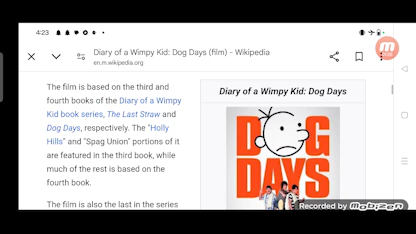 4:23
Diary of a Wimpy Kid: Dog Days (film) - Wikipedia
en.m.wikipedia.org
The film is based on the third and
fourth books of the Diary of a Wimpy
Kid book series, The Last Straw and
Dog Days, respectively. The "Holly
Hills" and "Spag Union" portions of it
are featured in the third book, while
much of the rest is based on the
fourth book.
The film is also the last in the series
Diary of a Wimpy Kid: Dog Days
DOG
DAYS
Recorded by Mobizen